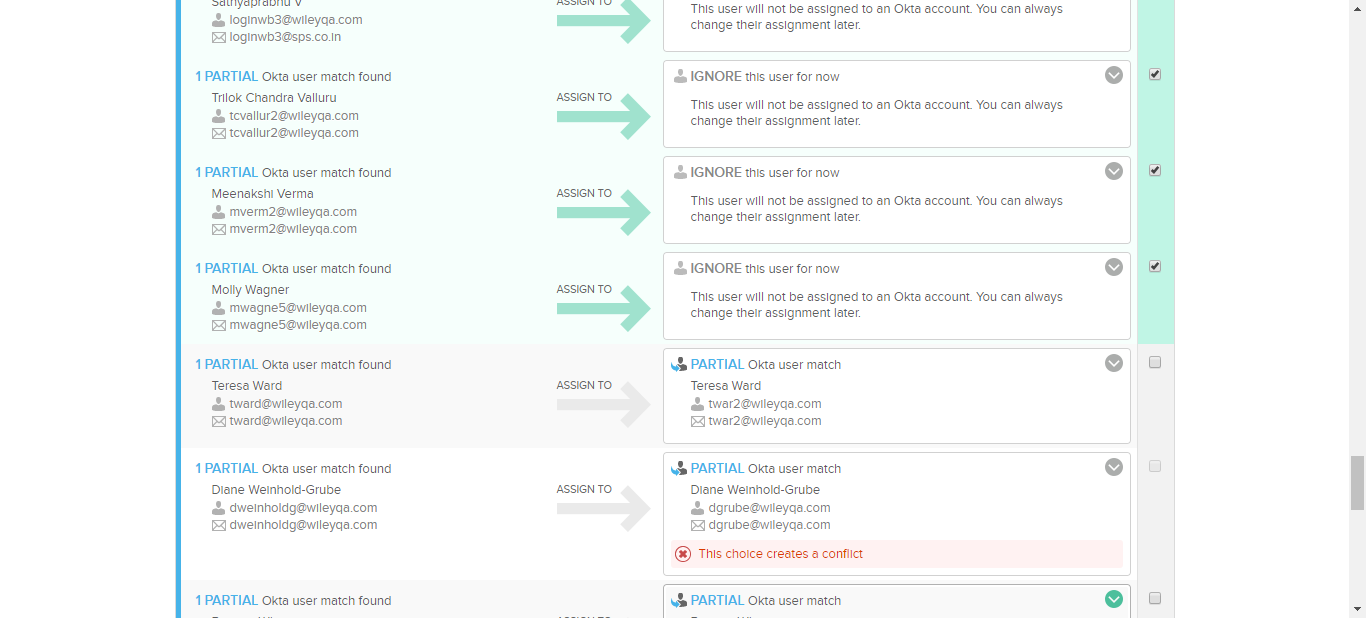 Sathyaprabhu V
loginwb3@wileyqa.com
loginwb3@sps.co.in
ASSIGN TO
This user will not be assigned to an Okta account. You can always
change their assignment later.
1 PARTIAL Okta user match found
Trilok Chandra Valluru
tcvallur2@wileyqa.com
tcvallur2@wileyqa.com
ASSIGN TO
IGNORE this user for now
This user will not be assigned to an Okta account. You can always
change their assignment later.
1 PARTIAL Okta user match found
Meenakshi Verma
mverm2@wileyqa.com
mverm2@wileyqa.com
ASSIGN TO
IGNORE this user for now
This user will not be assigned to an Okta account. You can always
change their assignment later.
1 PARTIAL Okta user match found
Molly Wagner
mwagne5@wileyqa.com
mwagne5@wileyqa.com
ASSIGN TO
IGNORE this user for now
This user will not be assigned to an Okta account. You can always
change their assignment later.
1 PARTIAL Okta user match found
Teresa Ward
tward@wileyqa.com
tward@wileyqa.com
ASSIGN TO
PARTIAL Okta user match
Teresa Ward
twar2@wileyqa.com
twar2@wileyqa.com
1 PARTIAL Okta user match found
Diane Weinhold-Grube
dweinholdg@wileyqa.com
dweinholdg@wileyqa.com
ASSIGN TO
PARTIAL Okta user match
Diane Weinhold-Grube
dgrube@wileyqa.com
dgrube@wileyqa.com
This choice creates a conflict
1 PARTIAL Okta user match found
ASSIGN TO
PARTIAL Okta user match